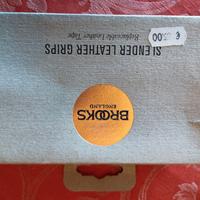 SLENDER LEATHER GRIPS
Replaceable Leather Tape
BROOKS
ENGLAND